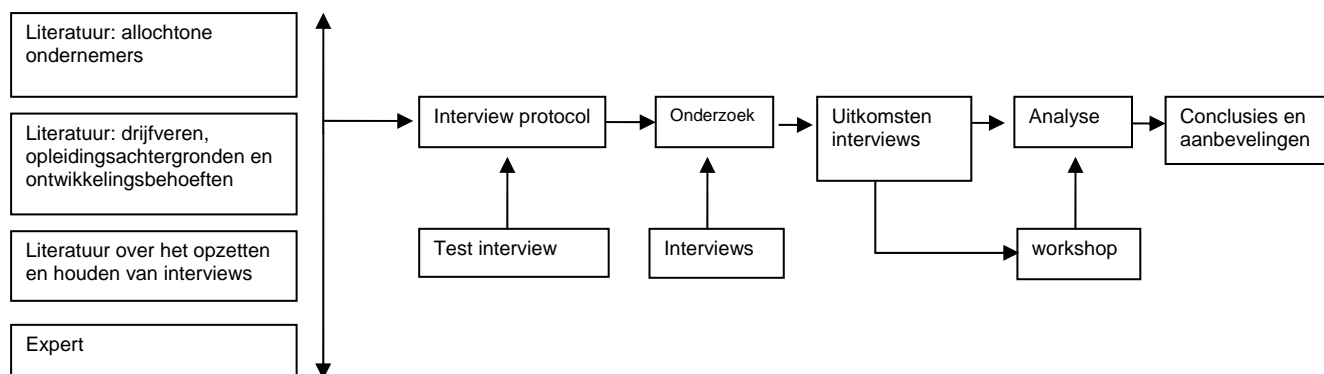 Literatuur: allochtone
ondernemers
Literatuur: drijfveren,
opleidingsachtergronden en
ontwikkelingsbehoeften
Literatuur over het opzetten
en houden van interviews
Expert
Interview protocol
Test interview
Onderzoek
Interviews
Uitkomsten
interviews
Analyse
workshop
Conclusies en
aanbevelingen